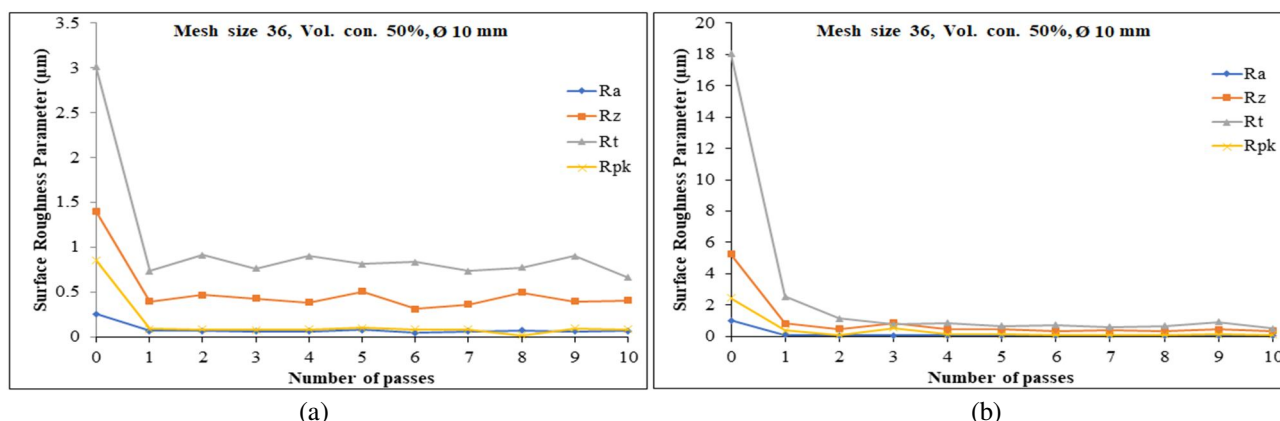 Mesh size 36, Vol. con. 50%, Ø 10 mm
Surface Roughness Parameter (µm)
3.5
3
2.5
2
1.5
1
0.5
0
Ra
Rz
Rt
Rpk
0 1 2 3 4 5 6 7 8 9 10
Number of passes
(a)
Mesh size 36, Vol. con. 50%, Ø 10 mm
Surface Roughness Parameter (µm)
20
18
16
14
12
10
8
6
4
2
0
Ra
Rz
Rt
Rpk
0 1 2 3 4 5 6 7 8 9 10
Number of passes
(b)